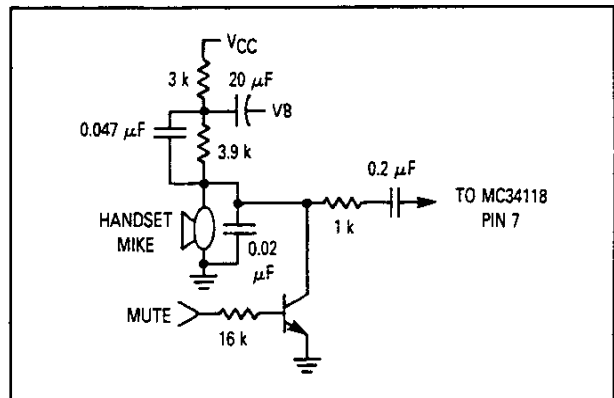 VCC
3 k
20 μF
VB
0.047 μF
3.9 k
0.2 μF
TO MC34118
PIN 7
1 k
HANDSET
MIKE
0.02
μF
MUTE
16 k